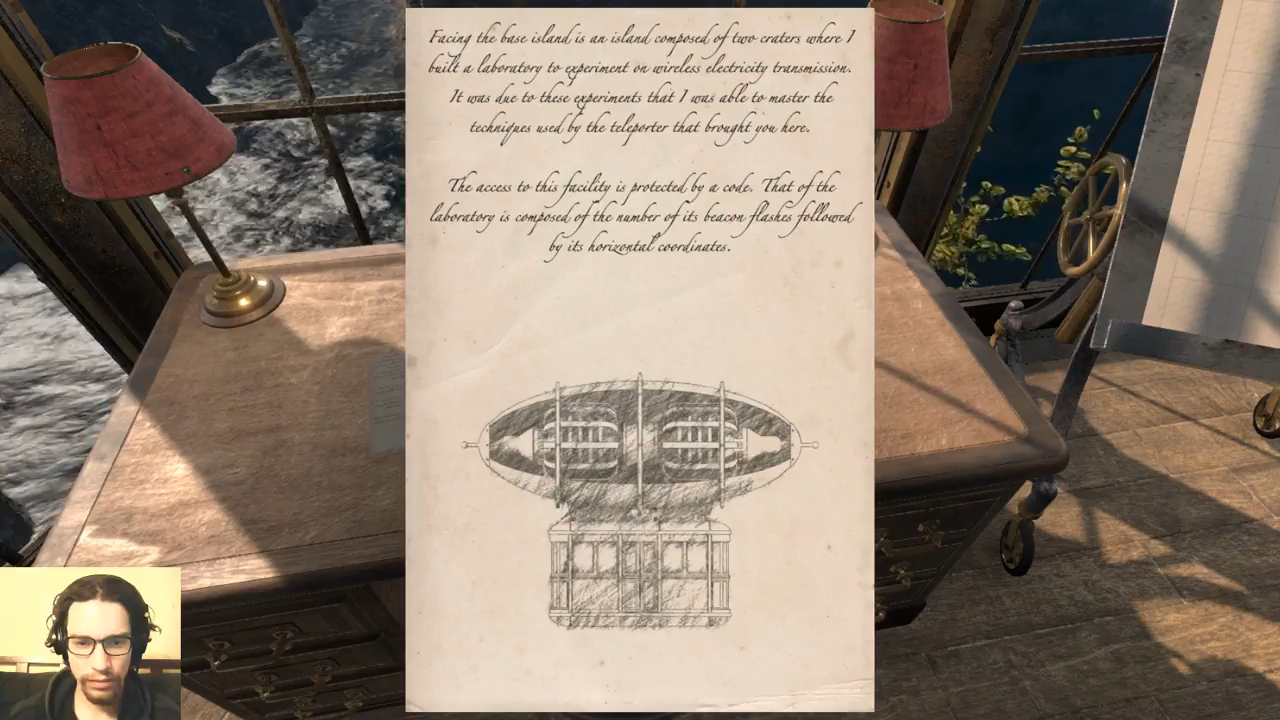 Facing the base island is an island composed of two craters where I
built a laboratory to experiment on wireless electricity transmission.
It was due to these experiments that I was able to master the
techniques used by the teleporter that brought you here.
The access to this facility is protected by a code. That of the
laboratory is composed of the number of its beacon flashes followed
by its horizontal coordinates.